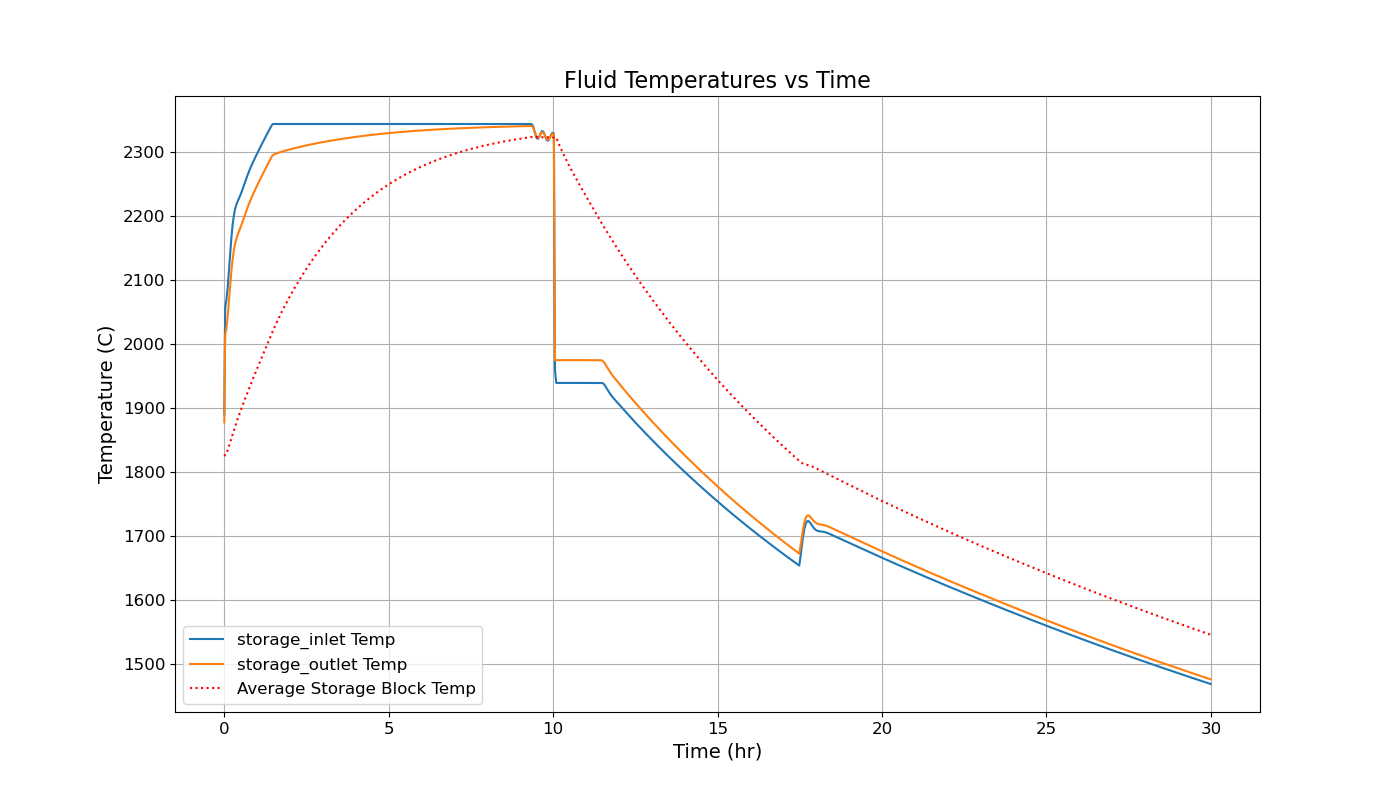 Fluid Temperatures vs Time
Temperature (C)
2300
2200
2100
2000
1900
1800
1700
1600
1500
storage_inlet Temp
storage_outlet Temp
Average Storage Block Temp
0 5 10 15 20 25 30
Time (hr)